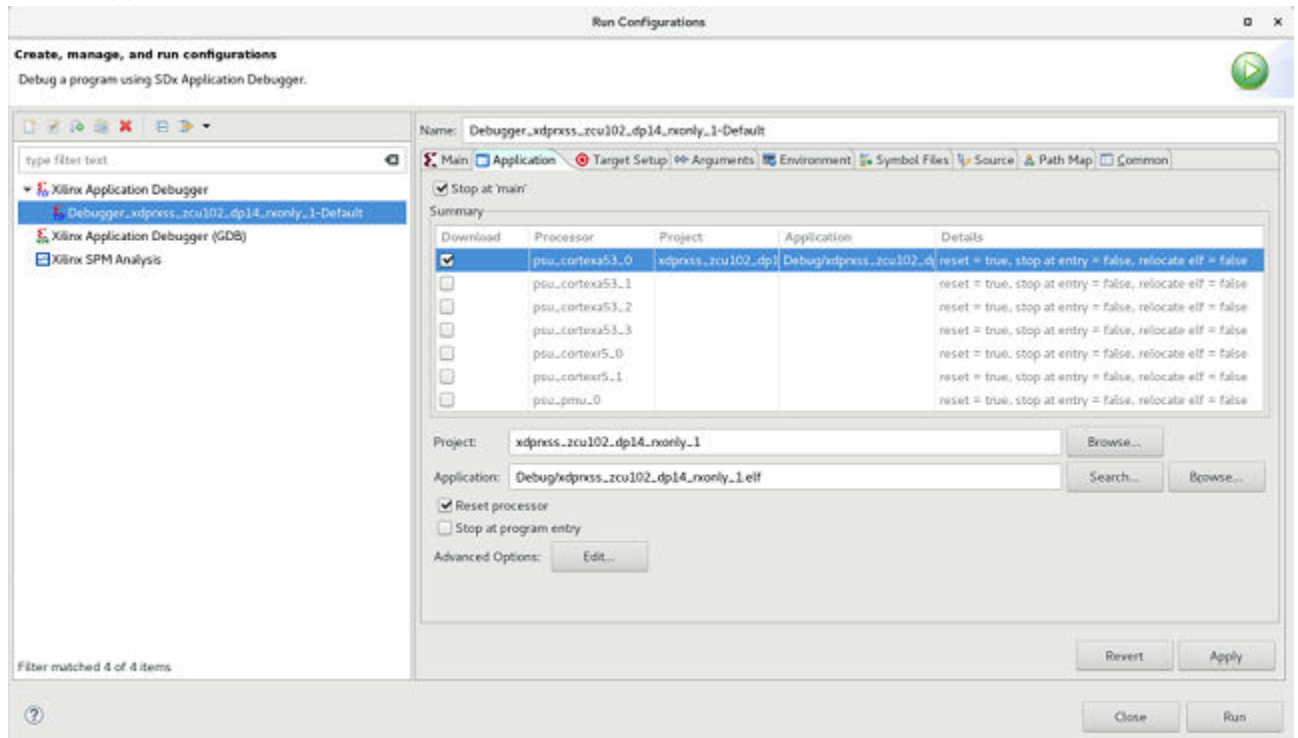 Run Configurations
Create, manage, and run configurations
Debug a program using SDx Application Debugger.
type filter text
Xilinx Application Debugger
Debugger_xdprxss_zcu102_dp14_rxonly_1-Default
Xilinx Application Debugger (GDB)
Xilinx SPM Analysis
Filter matched 4 of 4 items
Name: Debugger_xdprxss_zcu102_dp14_rxonly_1-Default
Main Application Target Setup Arguments Environment Symbol Files Source Path Map Common
Stop at 'main'
Summary
Download Processor Project Application Details
psu_cortexa53_0 xdprxss_zcu102_dp1 Debug/xdprxss_zcu102_d reset = true, stop at entry = false, relocate elf = false
psu_cortexa53_1 reset = true, stop at entry = false, relocate elf = false
psu_cortexa53_2 reset = true, stop at entry = false, relocate elf = false
psu_cortexa53_3 reset = true, stop at entry = false, relocate elf = false
psu_cortexr5_0 reset = true, stop at entry = false, relocate elf = false
psu_cortexr5_1 reset = true, stop at entry = false, relocate elf = false
psu_pmu_0 reset = true, stop at entry = false, relocate elf = false
Project: xdprxss_zcu102_dp14_rxonly_1 Browse...
Application: Debug/xdprxss_zcu102_dp14_rxonly_1.elf Search... Browse...
Reset processor
Stop at program entry
Advanced Options: Edit...
Revert Apply
? Close Run